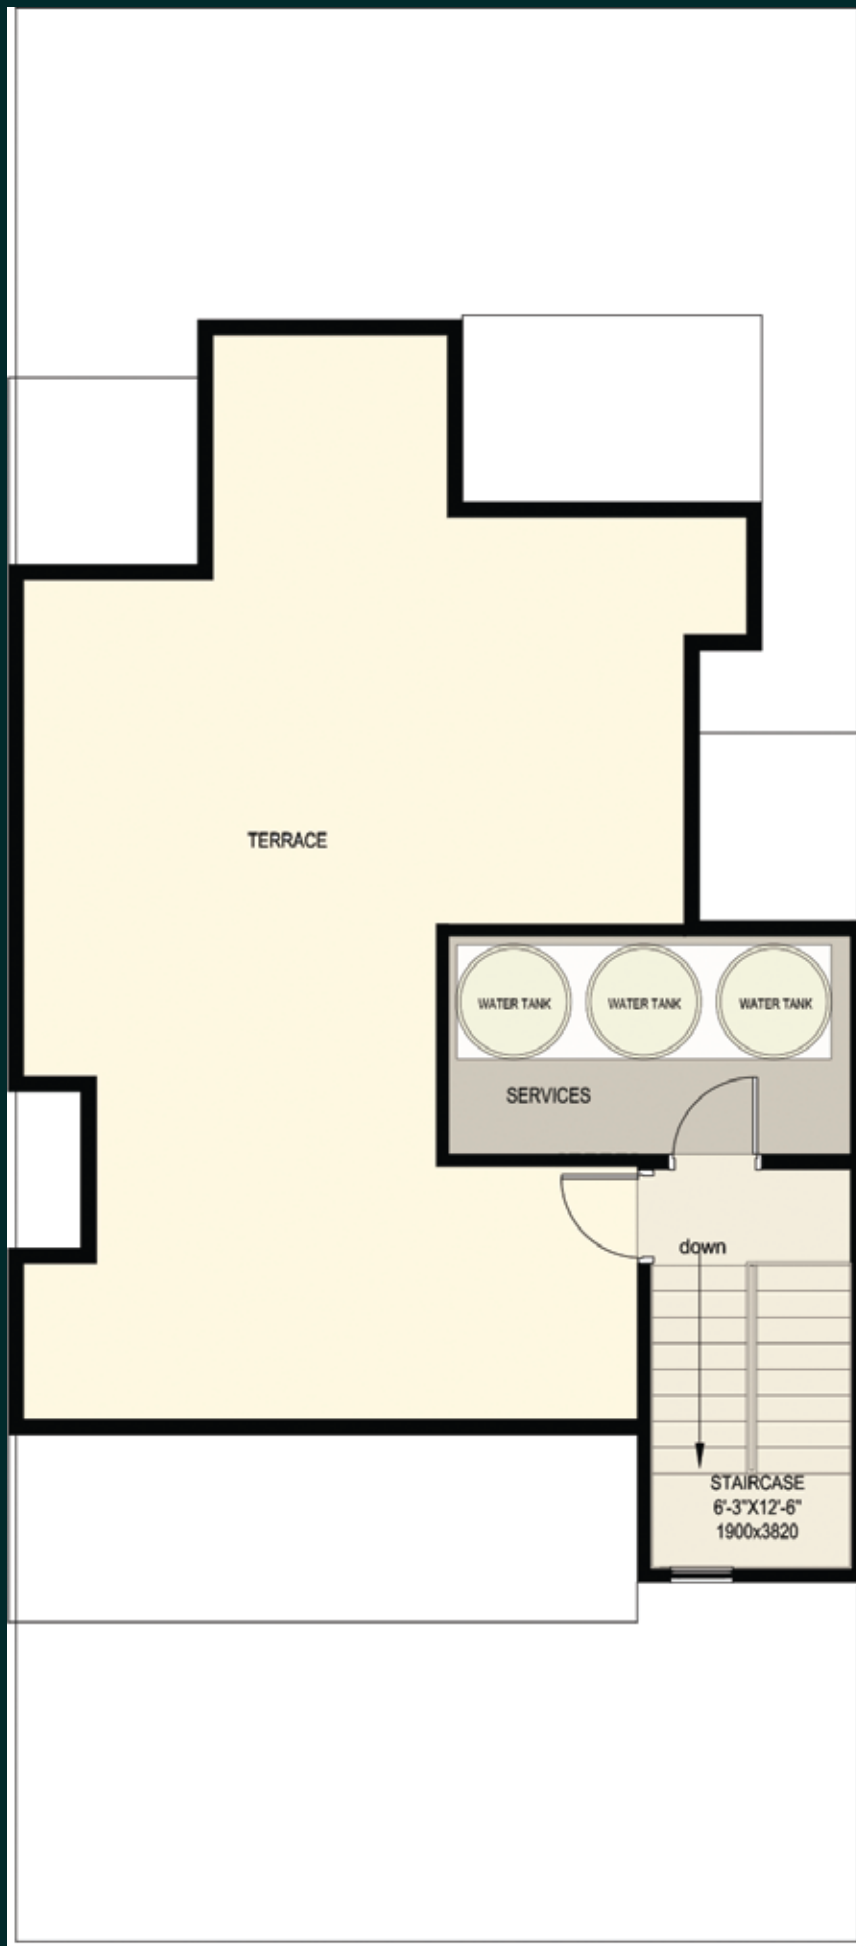 TERRACE
WATER TANK
WATER TANK
WATER TANK
SERVICES
down
STAIRCASE
6'-3"X12'-6"
1900x3820